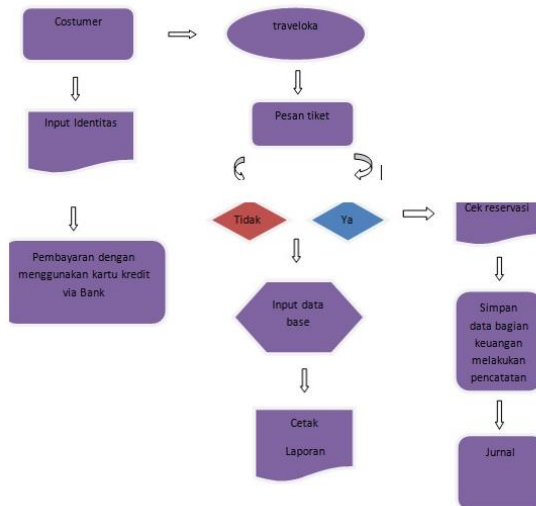 Costumer
traveloka
Input Identitas
Pesan tiket
Tidak
Ya
Cek reservasi
Pembayaran dengan
menggunakan kartu kredit
via Bank
Input data
base
Simpan
data bagian
keuangan
melakukan
pencatatan
Cetak
Laporan
Jurnal